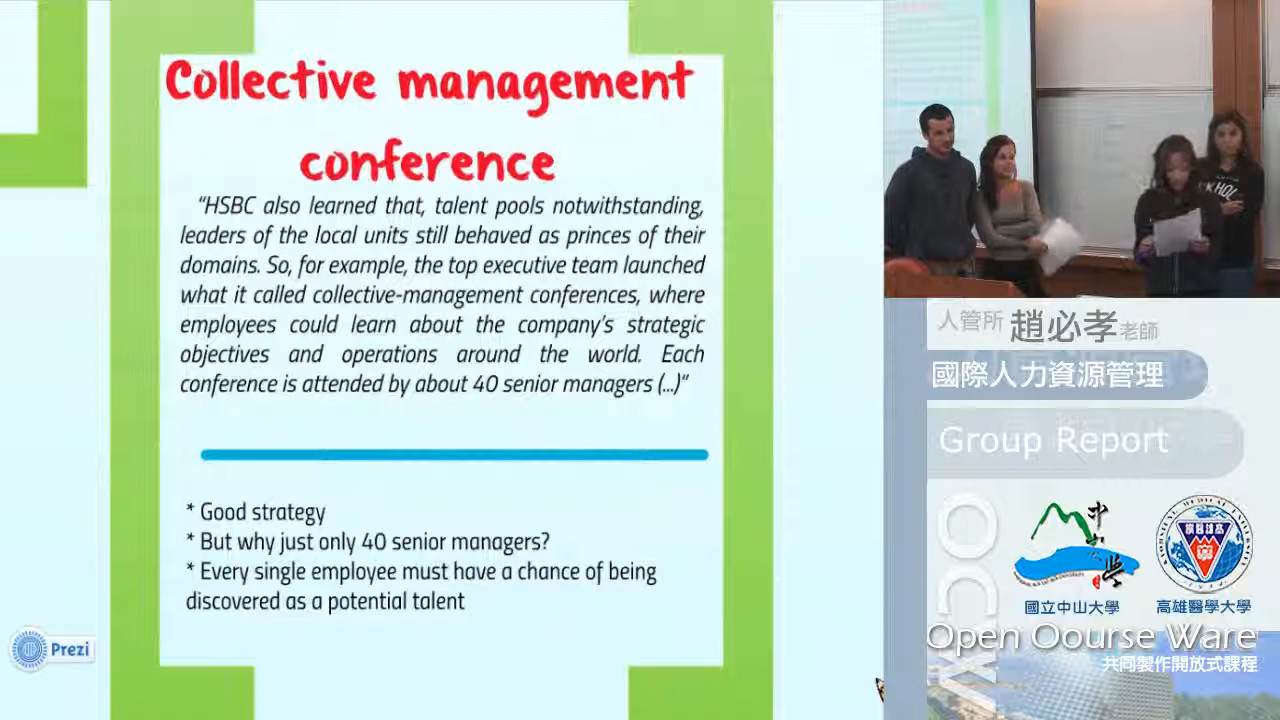 Collective management
conference
“HSBC also learned that, talent pools notwithstanding,
leaders of the local units still behaved as princes of their
domains. So, for example, the top executive team launched
what it called collective-management conferences, where
employees could learn about the company’s strategic
objectives and operations around the world. Each
conference is attended by about 40 senior managers (...)”
* Good strategy
* But why just only 40 senior managers?
* Every single employee must have a chance of being
discovered as a potential talent
Prezi
人管所 趙必孝老師
國際人力資源管理
Group Report
OCW
中山大學
國立中山大學
高雄醫學大學
Open Oourse Ware
共同製作開放式課程